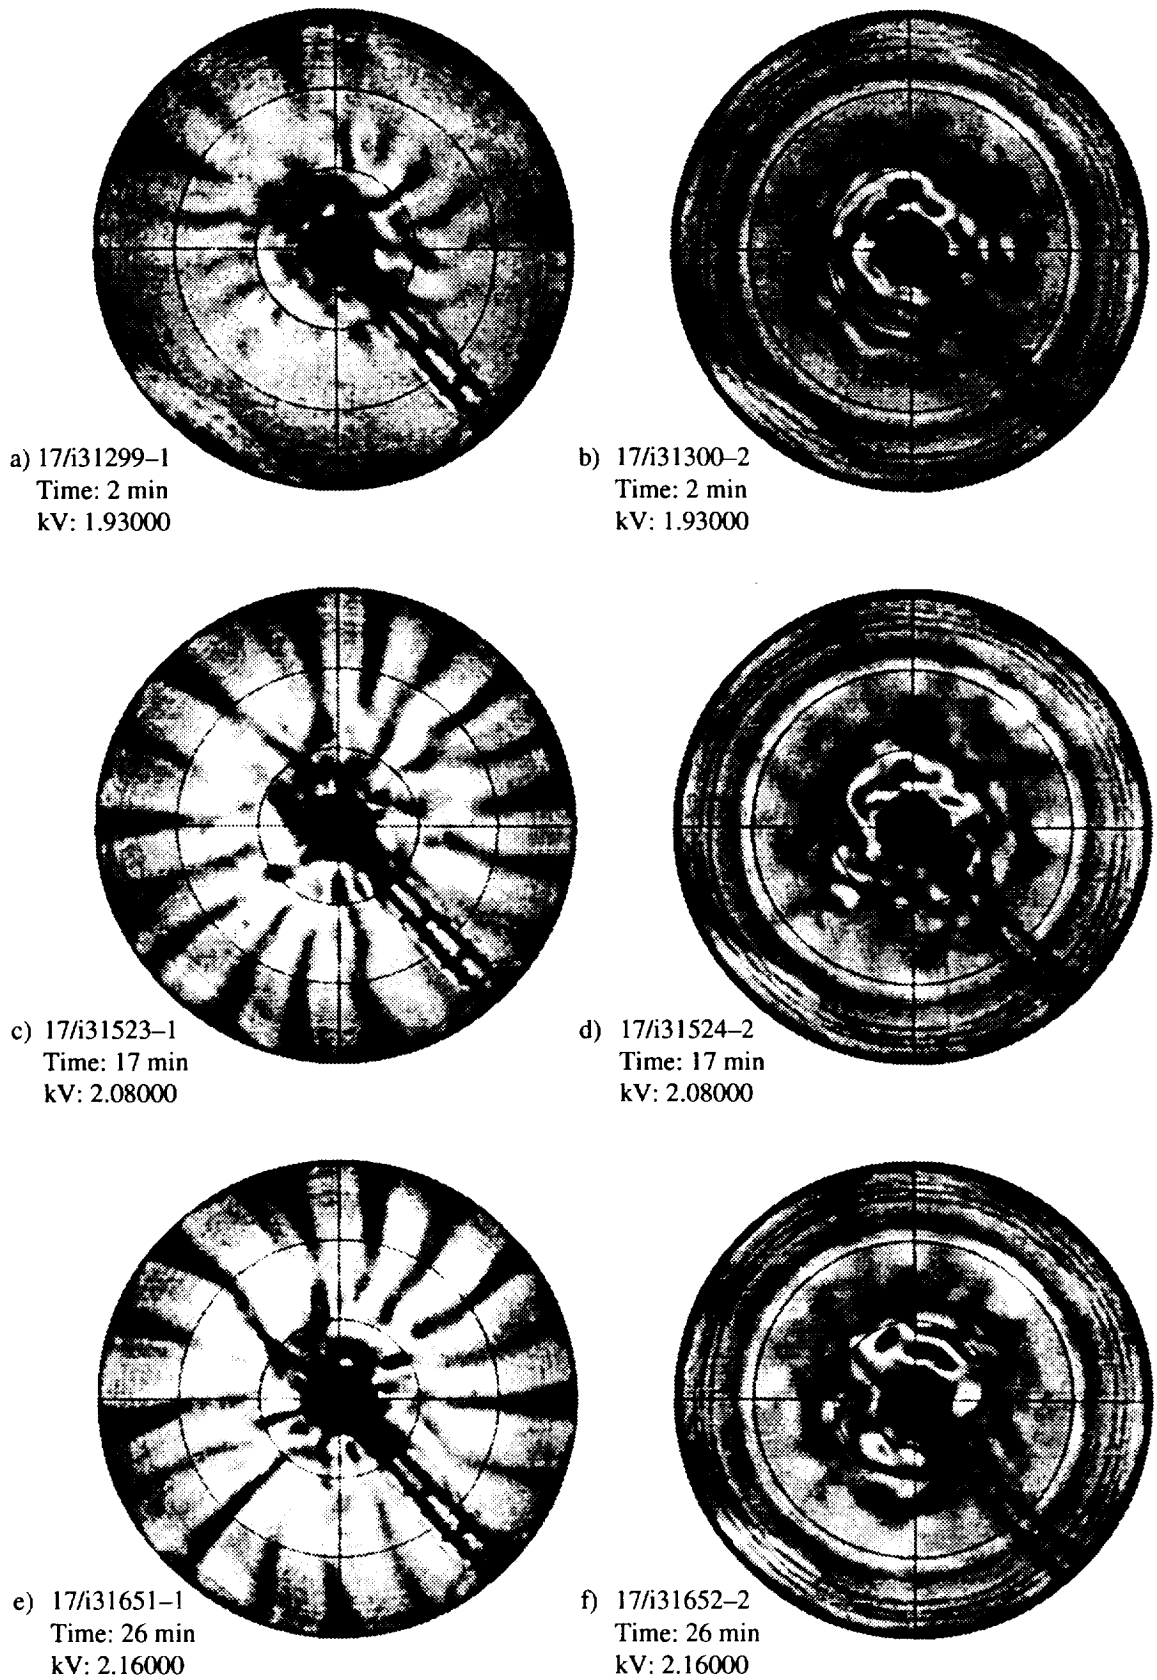 a) 17/i31299–1
Time: 2 min
kV: 1.93000
b) 17/i31300–2
Time: 2 min
kV: 1.93000
c) 17/i31523–1
Time: 17 min
kV: 2.08000
d) 17/i31524–2
Time: 17 min
kV: 2.08000
e) 17/i31651–1
Time: 26 min
kV: 2.16000
f) 17/i31652–2
Time: 26 min
kV: 2.16000